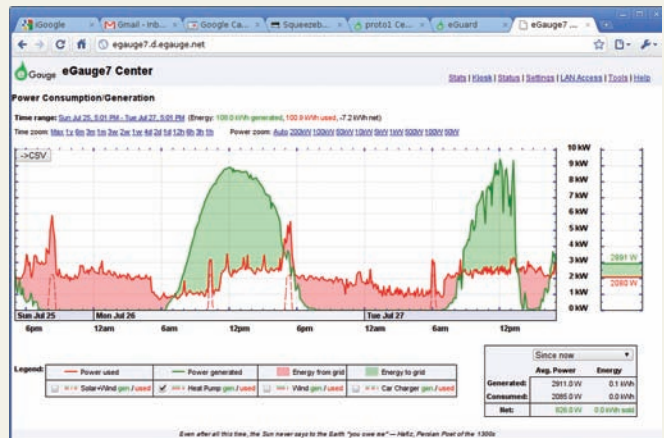 iGoogle
Gmail - Inb...
Google Ca...
Squeezeb...
proto1 Ce...
eGuard
eGauge7 ...
egauge7.d.egauge.net
eGauge7 Center
Stats | Kiosk | Status | Settings | LAN Access | Tools | Help
Power Consumption/Generation
Time range: Sun Jul 25, 5:01 PM - Tue Jul 27, 5:01 PM (Energy: generated, used, -7.2 kWh net)
Time zoom: Max 1y 6m 3m 1m 3w 2w 1w 4d 2d 1d 12h 6h 3h 1h Power zoom: Auto 200kW 100kW 50kW 10kW 5kW 1kW 500W 100W 50W
->CSV
10 kW
9 kW
8 kW
7 kW
6 kW
5 kW
4 kW
3 kW
2 kW
1 kW
0 kW
2891 W
2080 W
Sun Jul 25 Mon Jul 26 Tue Jul 27
6pm 12am 6am 12pm 6pm 12am 6am 12pm
Legend:
Power used Power generated Energy from grid Energy to grid
Solar+Wind gen./used Heat Pump gen./used Wind gen./used Car Charger gen./used
Since now
Avg. Power Energy
Generated: 2911.0 W 0.1 kWh
Consumed: 2085.0 W 0.0 kWh
Net: 826.0 W 0.0 kWh sold
Even after all this time, the Sun never says to the Earth "you owe me" — Hafiz, Persian Poet of the 1300s